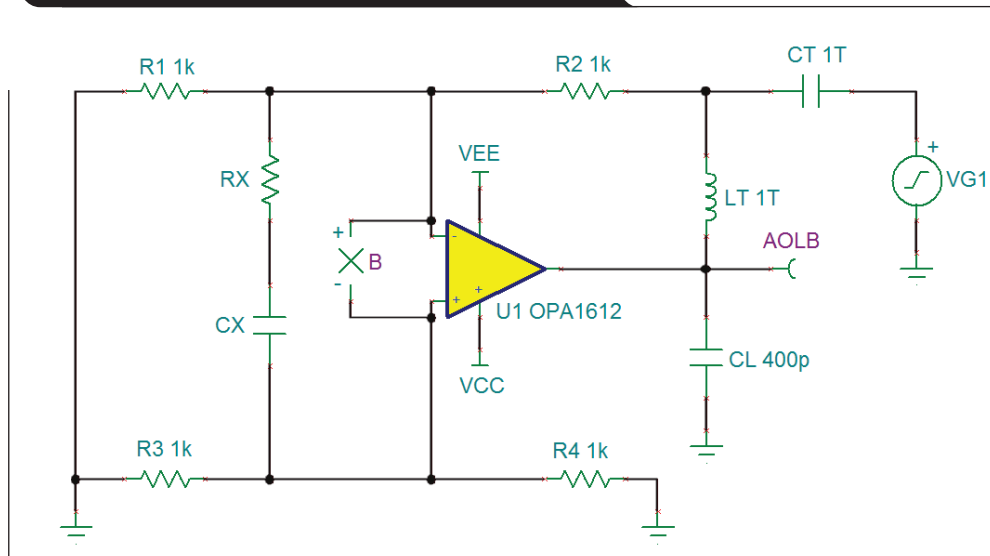 R1 1k
R2 1k
CT 1T
RX
VEE
+
VG1
LT 1T
+
B
-
-
+
+
AOLB
U1 OPA1612
CX
VCC
CL 400p
R3 1k
R4 1k